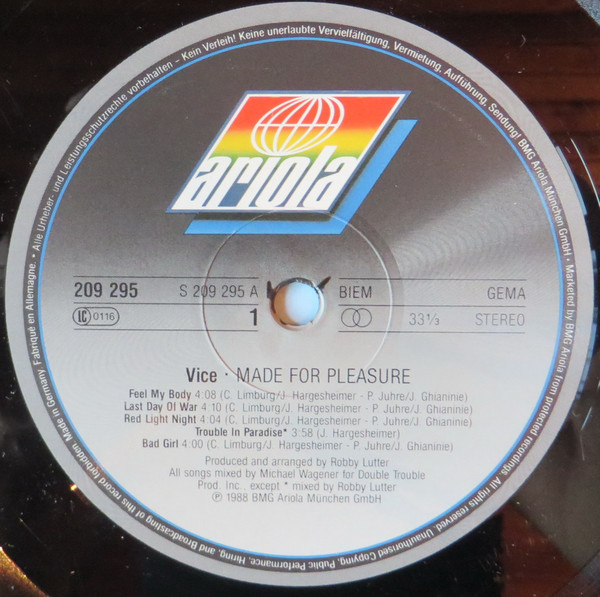 Alle Urheber- und Leistungsschutzrechte vorbehalten - Kein Verleih! Keine unerlaubte Vervielfältigung, Vermietung, Aufführung, Sendung! BMG Ariola München GmbH • Marketed by BMG Ariola
from protected recordings. All rights reserved. Unauthorised Copying, Public Performance, Hiring, and Broadcasting of this record forbidden. Made in Germany. Fabriqué en Allemagne. •
ariola
209 295 S 209 295 A BIEM GEMA
LC 0116 1 33⅓ STEREO
Vice · MADE FOR PLEASURE
Feel My Body 4:08 (C. Limburg/J. Hargesheimer - P. Juhre/J. Ghianinie)
Last Day Of War 4:10 (C. Limburg/J. Hargesheimer - P. Juhre/J. Ghianinie)
Red Light Night 4:04 (C. Limburg/J. Hargesheimer - P. Juhre/J. Ghianinie)
Trouble In Paradise* 3:58 (J. Hargesheimer)
Bad Girl 4:00 (C. Limburg/J. Hargesheimer - P. Juhre/J. Ghianinie)
Produced and arranged by Robby Lutter
All songs mixed by Michael Wagener for Double Trouble
Prod. Inc.. except * mixed by Robby Lutter
℗ 1988 BMG Ariola München GmbH